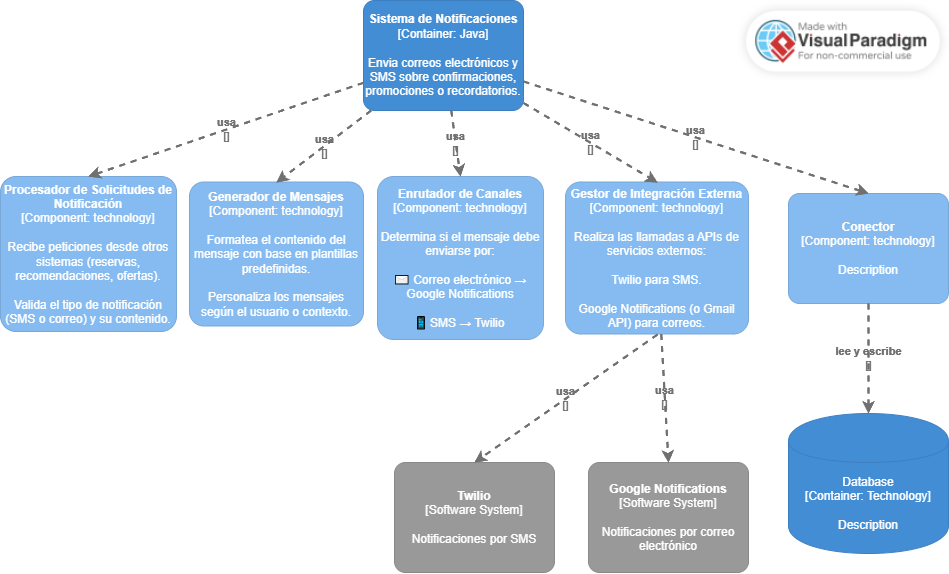 Sistema de Notificaciones
[Container: Java]
Envia correos electrónicos y
SMS sobre confirmaciones,
promociones o recordatorios.
Made with
Visual Paradigm
For non-commercial use
usa
[]
usa
[]
usa
[]
usa
[]
usa
[]
Procesador de Solicitudes de
Notificación
[Component: technology]
Recibe peticiones desde otros
sistemas (reservas,
recomendaciones, ofertas).
Valida el tipo de notificación
(SMS o correo) y su contenido.
Generador de Mensajes
[Component: technology]
Formatea el contenido del
mensaje con base en plantillas
predefinidas.
Personaliza los mensajes
según el usuario o contexto.
Enrutador de Canales
[Component: technology]
Determina si el mensaje debe
enviarse por:
Correo electrónico →
Google Notifications
SMS → Twilio
Gestor de Integración Externa
[Component: technology]
Realiza las llamadas a APIs de
servicios externos:
Twilio para SMS.
Google Notifications (o Gmail
API) para correos.
Conector
[Component: technology]
Description
usa
[]
usa
[]
lee y escribe
[]
Twilio
[Software System]
Notificaciones por SMS
Google Notifications
[Software System]
Notificaciones por correo
electrónico
Database
[Container: Technology]
Description